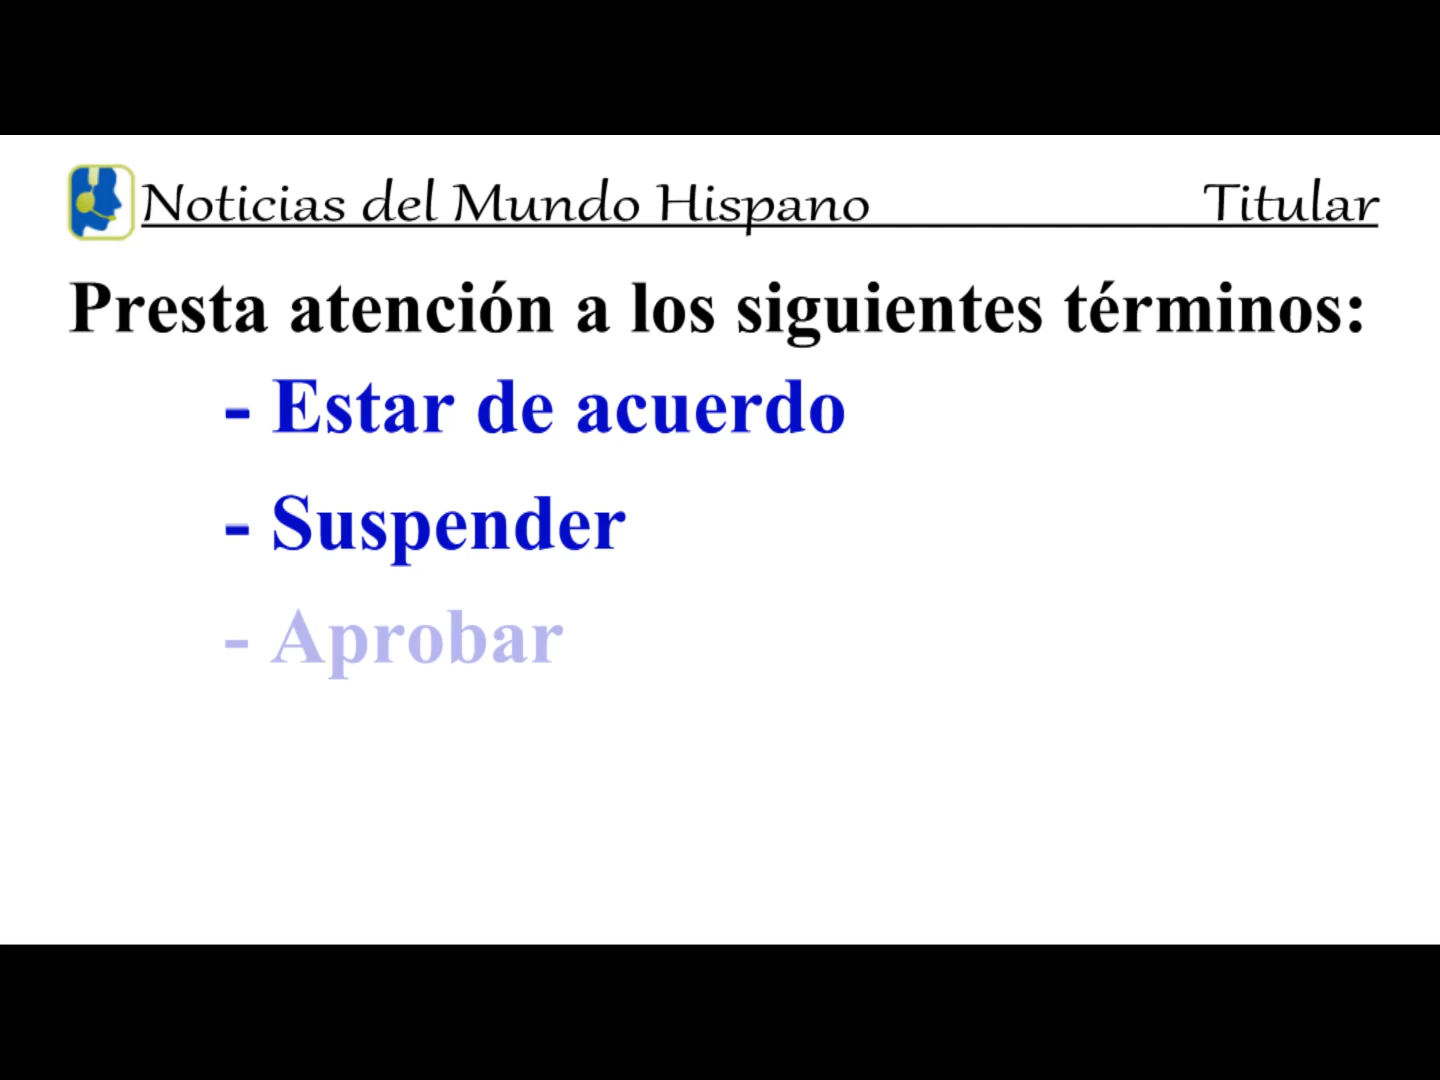 Noticias del Mundo Hispano Titular
Presta atención a los siguientes términos:
- Estar de acuerdo
- Suspender
- Aprobar